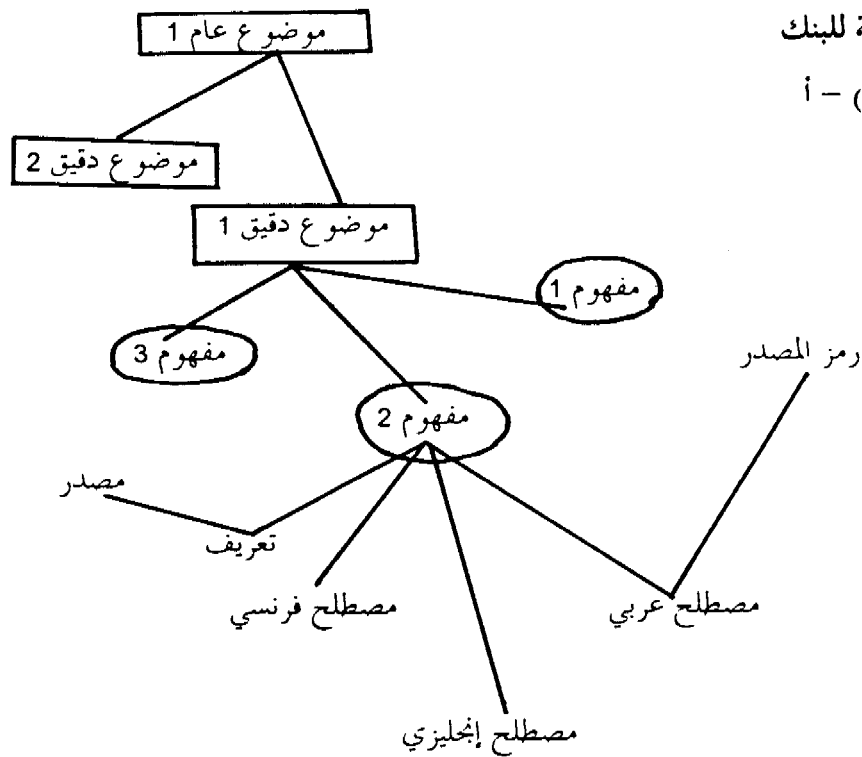 موضوع عام 1
للبنك
أ –
موضوع دقيق 2
موضوع دقيق 1
مفهوم 1
مفهوم 3
رمز المصدر
مفهوم 2
مصدر
تعريف
مصطلح فرنسي
مصطلح عربي
مصطلح إنجليزي